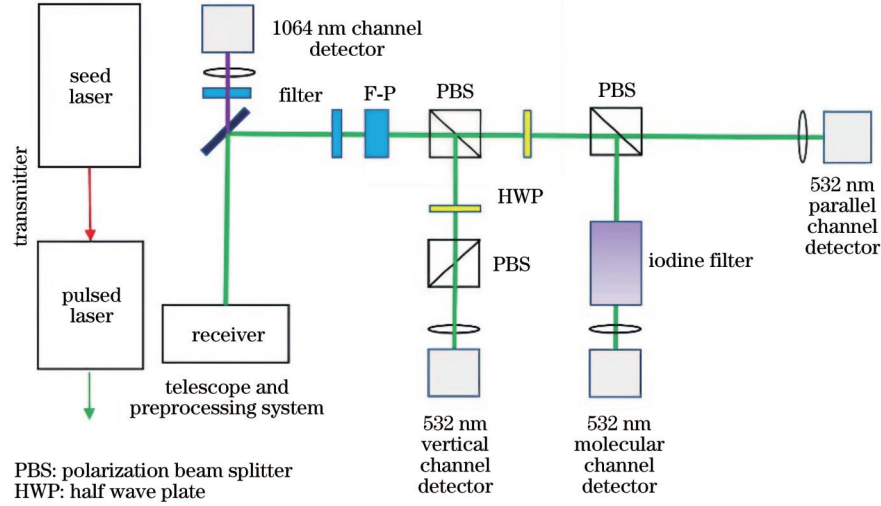 seed
laser
transmitter
pulsed
laser
1064 nm channel
detector
filter
F-P
PBS
PBS
HWP
PBS
iodine filter
532 nm
parallel
channel
detector
receiver
telescope and
preprocessing system
532 nm
vertical
channel
detector
532 nm
molecular
channel
detector
PBS: polarization beam splitter
HWP: half wave plate